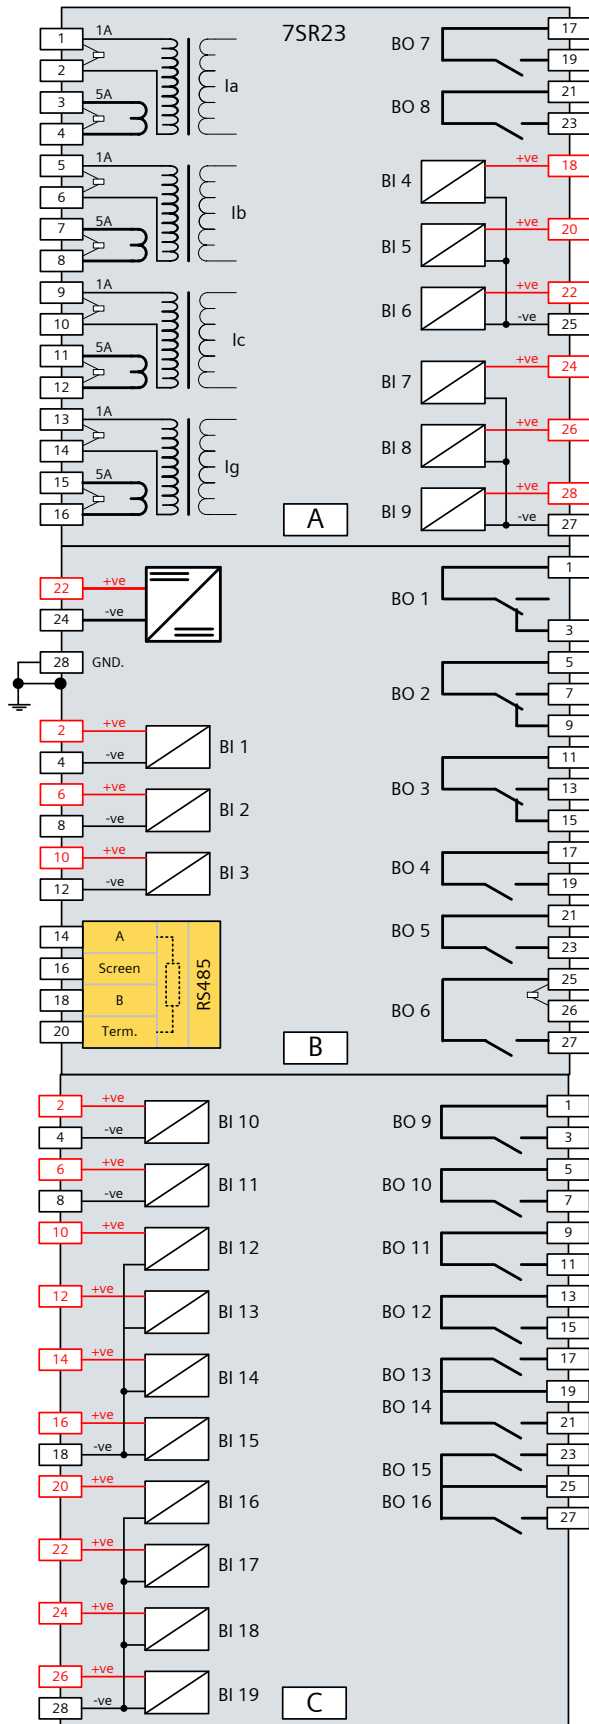 7SR23
1 1A
2
3 5A
4
Ia
5 1A
6
7 5A
8
Ib
9 1A
10
11 5A
12
Ic
13 1A
14
15 5A
16
Ig
BO 7
17
19
BO 8
21
23
BI 4 +ve 18
BI 5 +ve 20
BI 6 +ve 22
-ve 25
BI 7 +ve 24
BI 8 +ve 26
BI 9 +ve 28
-ve 27
A
22 +ve
24 -ve
28 GND.
2 +ve
4 -ve
BI 1
6 +ve
8 -ve
BI 2
10 +ve
12 -ve
BI 3
14 A
16 Screen
18 B
20 Term.
RS485
BO 1
1
3
BO 2
5
7
9
BO 3
11
13
15
BO 4
17
19
BO 5
21
23
BO 6
25
26
27
B
2 +ve
4 -ve
BI 10
6 +ve
8 -ve
BI 11
10 +ve
BI 12
12 +ve
BI 13
14 +ve
BI 14
16 +ve
18 -ve
BI 15
20 +ve
BI 16
22 +ve
BI 17
24 +ve
BI 18
26 +ve
28 -ve
BI 19
BO 9
1
3
BO 10
5
7
BO 11
9
11
BO 12
13
15
BO 13
17
19
BO 14
21
BO 15
23
25
BO 16
27
C